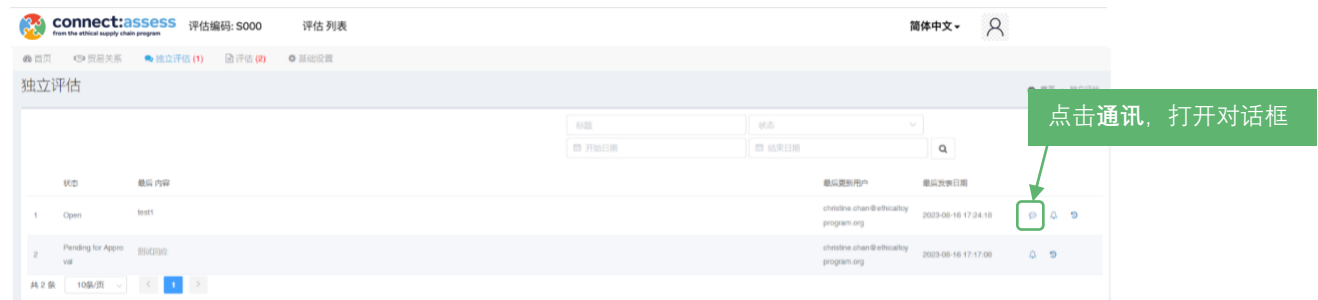 connect:assess 评估编码: S000 评估 列表 简体中文
from the ethical supply chain program
首页 贸易关系 独立评估 (1) 评估 (2) 基础设置
独立评估
点击通讯，打开对话框
标题 状态
开始日期 结束日期
状态 最后 内容 最后更新用户 最后发表日期
1 Open test1 christine.chan@ethicaltoy 2023-08-16 17:24:18
program.org
2 Pending for Appro 测试回应 christine.chan@ethicaltoy 2023-08-16 17:17:06
val program.org
共 2 条 10条/页 1